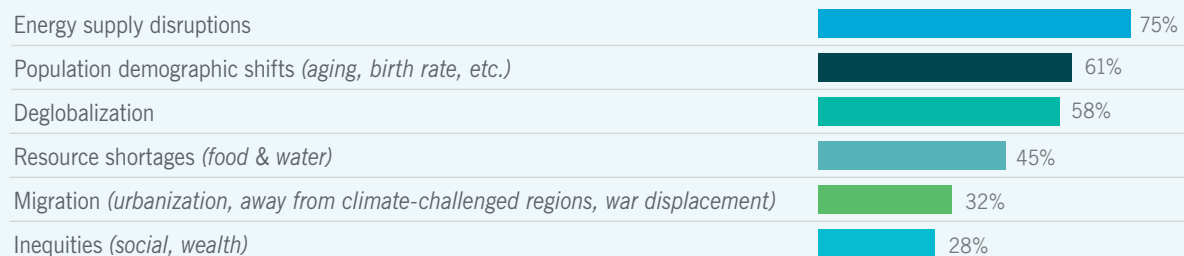 Energy supply disruptions 75%
Population demographic shifts (aging, birth rate, etc.) 61%
Deglobalization 58%
Resource shortages (food & water) 45%
Migration (urbanization, away from climate-challenged regions, war displacement) 32%
Inequities (social, wealth) 28%